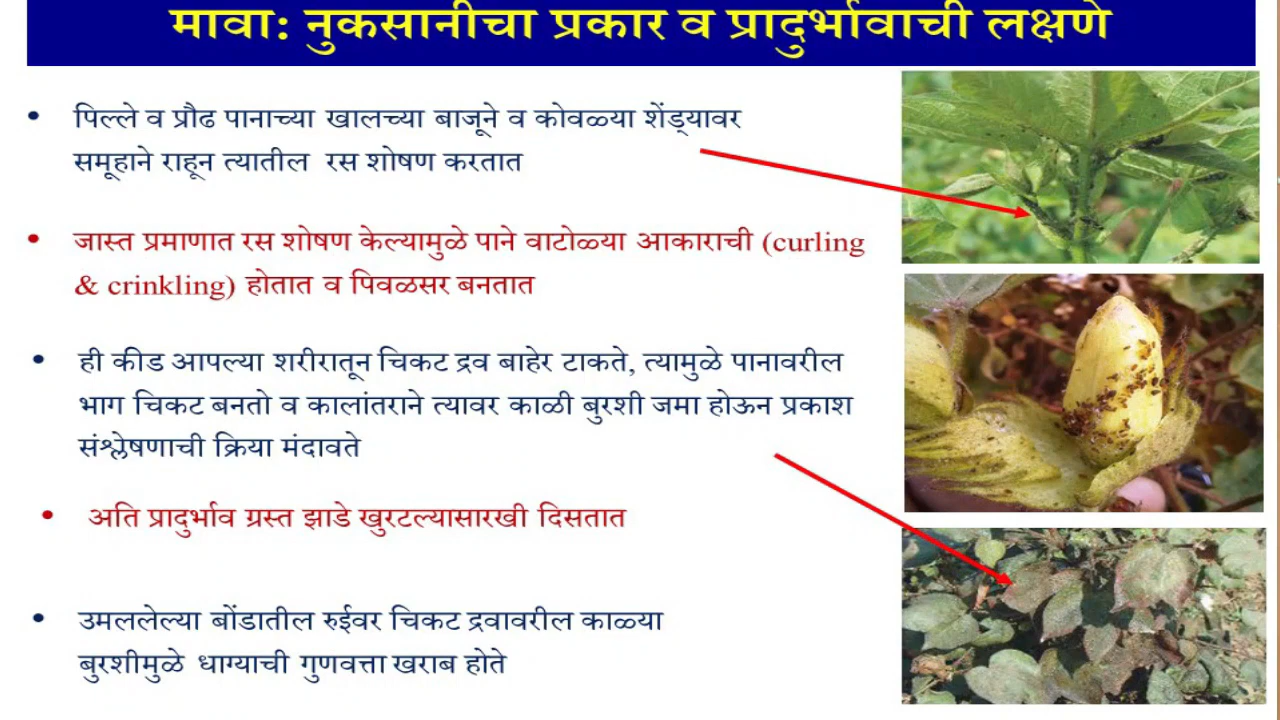 मावा: नुकसानीचा प्रकार व प्रादुर्भावाची लक्षणे
• पिल्ले व प्रौढ पानाच्या खालच्या बाजूने व कोवळ्या शेंड्यावर
समूहाने राहून त्यातील रस शोषण करतात
• जास्त प्रमाणात रस शोषण केल्यामुळे पाने वाटोळ्या आकाराची (curling
& crinkling) होतात व पिवळसर बनतात
• ही कीड आपल्या शरीरातून चिकट द्रव बाहेर टाकते, त्यामुळे पानावरील
भाग चिकट बनतो व कालांतराने त्यावर काळी बुरशी जमा होऊन प्रकाश
संश्लेषणाची क्रिया मंदावते
• अति प्रादुर्भाव ग्रस्त झाडे खुरटल्यासारखी दिसतात
• उमललेल्या बोंडातील रुईवर चिकट द्रवावरील काळ्या
बुरशीमुळे धाग्याची गुणवत्ता खराब होते